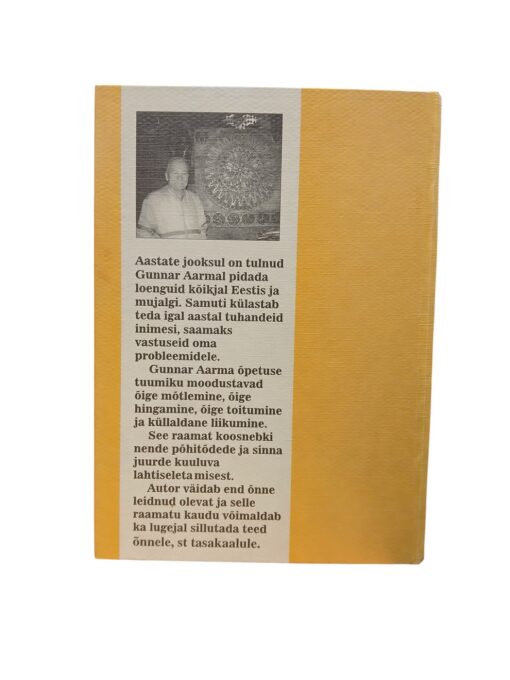 Aastate jooksul on tulnud
Gunnar Aarmal pidada
loenguid kõikjal Eestis ja
mujalgi. Samuti külastab
teda igal aastal tuhandeid
inimesi, saamaks
vastuseid oma
probleemidele.
Gunnar Aarma õpetuse
tuumiku moodustavad
õige mõtlemine, õige
hingamine, õige toitumine
ja küllaldane liikumine.
See raamat koosnebki
nende põhitõdede ja sinna
juurde kuuluva
lahtiseletamisest.
Autor väidab end õnne
leidnud olevat ja selle
raamatu kaudu võimaldab
ka lugejal sillutada teed
õnnele, st tasakaalule.